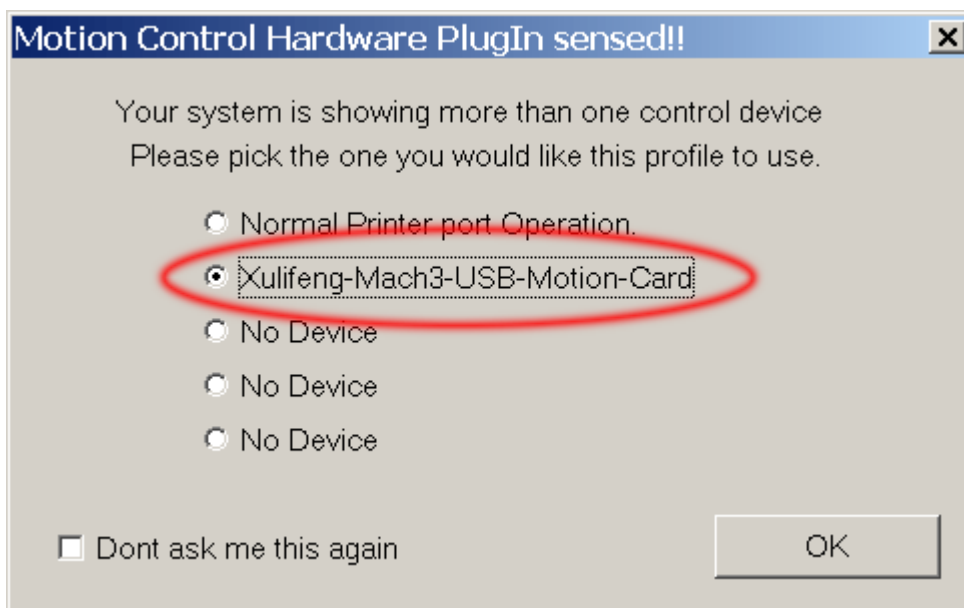 Motion Control Hardware PlugIn sensed!!
Your system is showing more than one control device
Please pick the one you would like this profile to use.
Normal Printer port Operation.
Xulifeng-Mach3-USB-Motion-Card
No Device
No Device
No Device
Dont ask me this again
OK